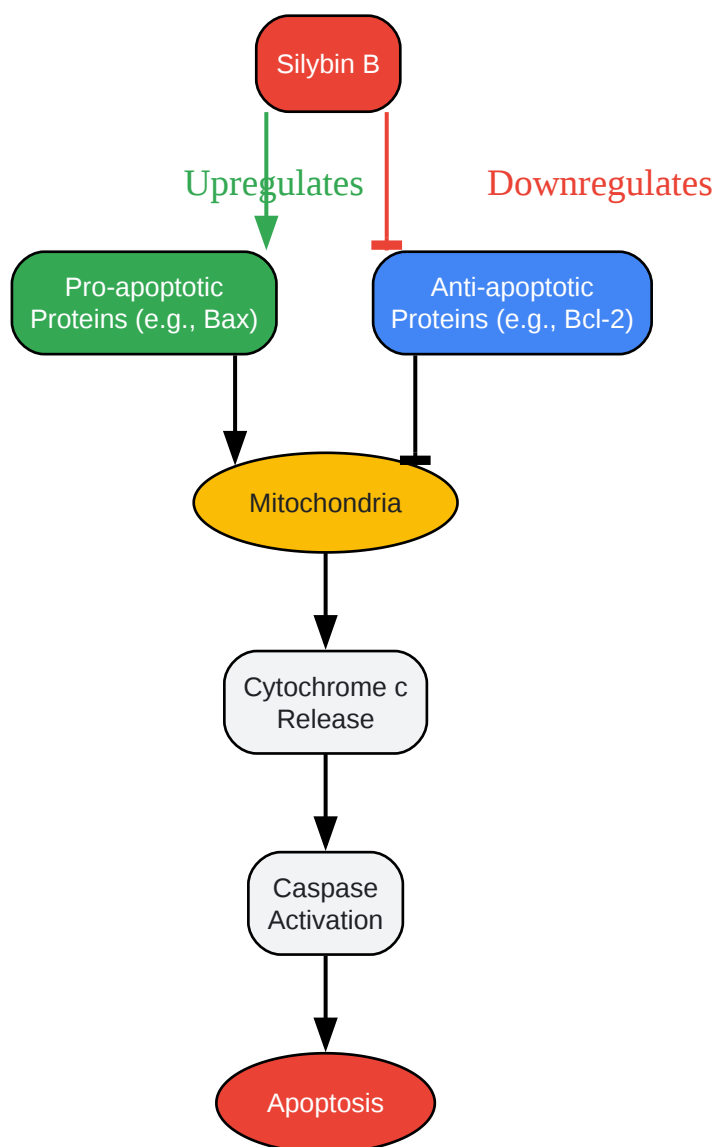 Silybin B
Upregulates
Downregulates
Pro-apoptotic
Proteins (e.g., Bax)
Anti-apoptotic
Proteins (e.g., Bcl-2)
Mitochondria
Cytochrome c
Release
Caspase
Activation
Apoptosis